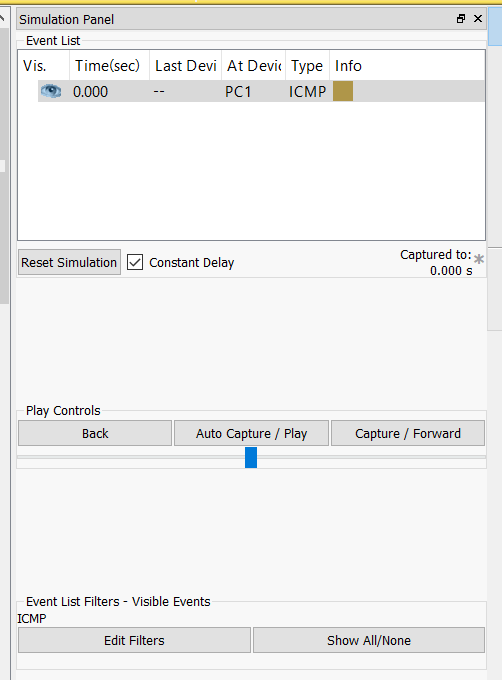 Simulation Panel
Event List
Vis. Time(sec) Last Devi At Devic Type Info
0.000 -- PC1 ICMP
Reset Simulation Constant Delay Captured to:
0.000 s
Play Controls
Back Auto Capture / Play Capture / Forward
Event List Filters - Visible Events
ICMP
Edit Filters Show All/None